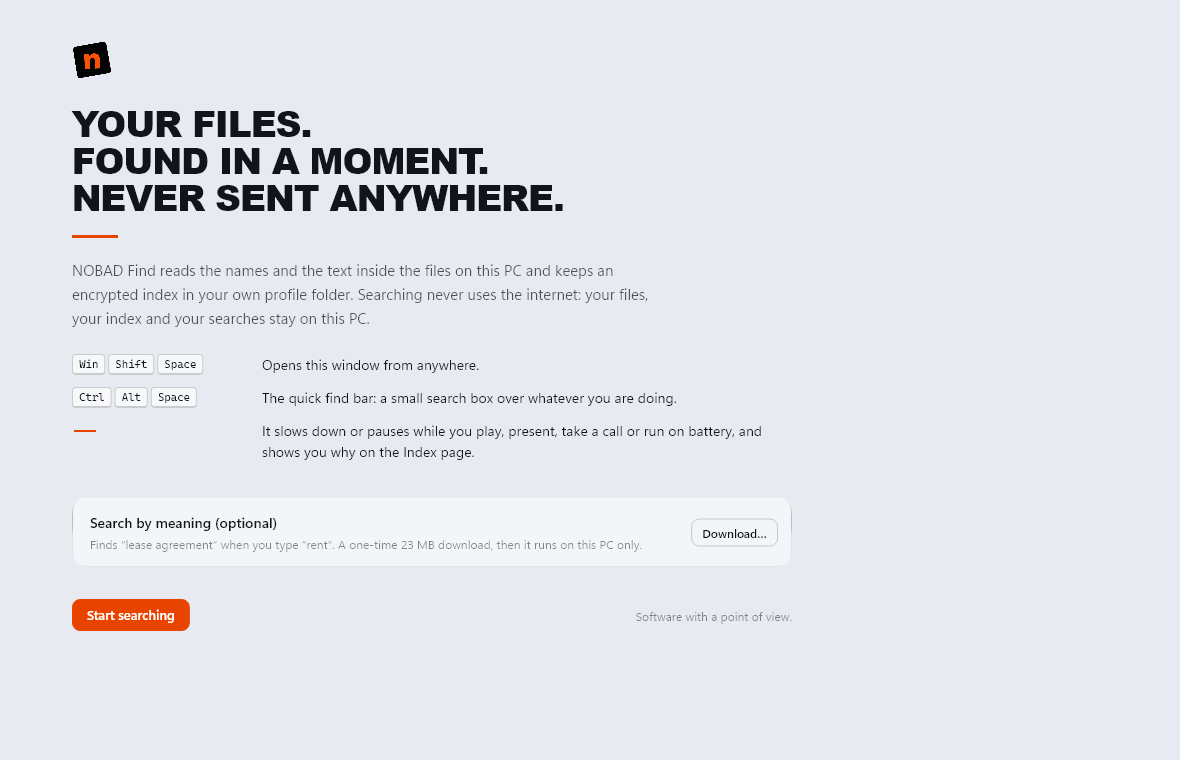 n
YOUR FILES.
FOUND IN A MOMENT.
NEVER SENT ANYWHERE.
NOBAD Find reads the names and the text inside the files on this PC and keeps an
encrypted index in your own profile folder. Searching never uses the internet: your files,
your index and your searches stay on this PC.
Win Shift Space Opens this window from anywhere.
Ctrl Alt Space The quick find bar: a small search box over whatever you are doing.
It slows down or pauses while you play, present, take a call or run on battery, and
shows you why on the Index page.
Search by meaning (optional)
Finds “lease agreement” when you type “rent”. A one-time 23 MB download, then it runs on this PC only.
Download...
Start searching
Software with a point of view.